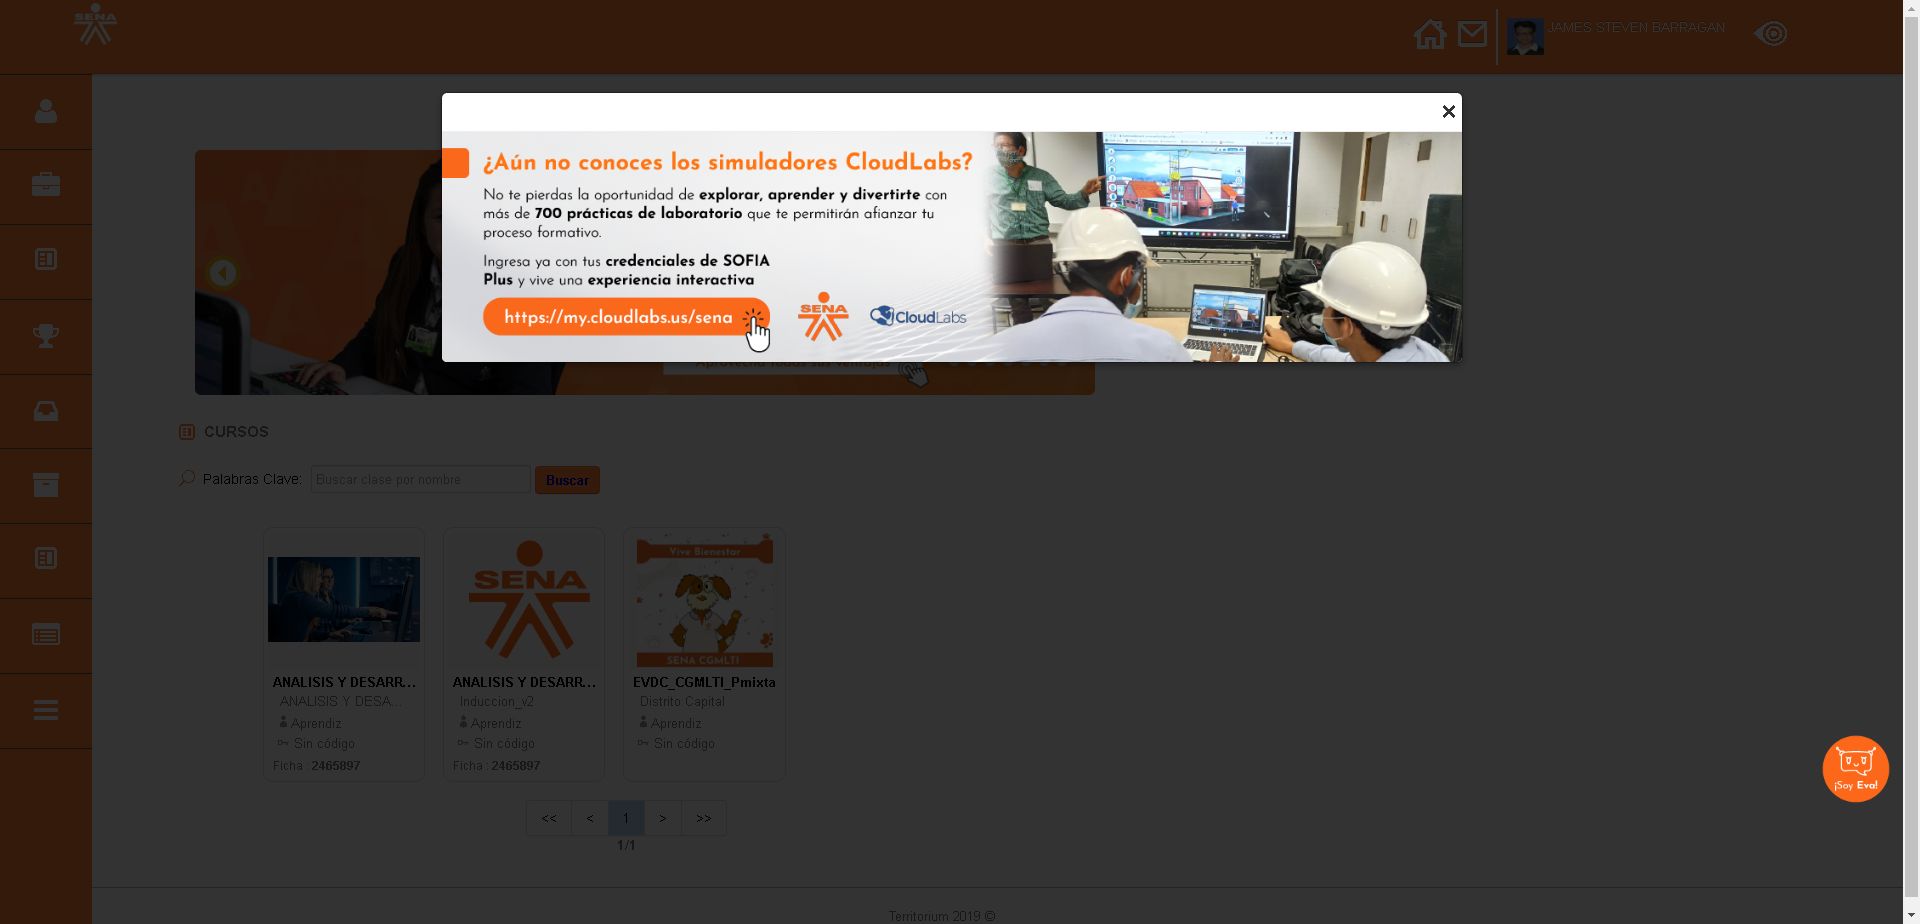 SENA
JAMES STEVEN BARRAGAN
¿Aún no conoces los simuladores CloudLabs?
No te pierdas la oportunidad de explorar, aprender y divertirte con
más de 700 prácticas de laboratorio que te permitirán afianzar tu
proceso formativo.
Ingresa ya con tus credenciales de SOFIA
Plus y vive una experiencia interactiva
https://my.cloudlabs.us/sena
SENA
CloudLabs
Aprovecha todas sus ventajas
CURSOS
Palabras Clave:
Buscar clase por nombre
Buscar
ANALISIS Y DESARR...
ANALISIS Y DESA...
Aprendiz
Sin código
Ficha : 2465897
SENA
ANALISIS Y DESARR...
Induccion_v2
Aprendiz
Sin código
Ficha : 2465897
Vive Bienestar
SENA CGMLTI
EVDC_CGMLTI_Pmixta
Distrito Capital
Aprendiz
Sin código
<< < 1 > >>
1/1
¡Soy Eva!
Territorium 2019 ©